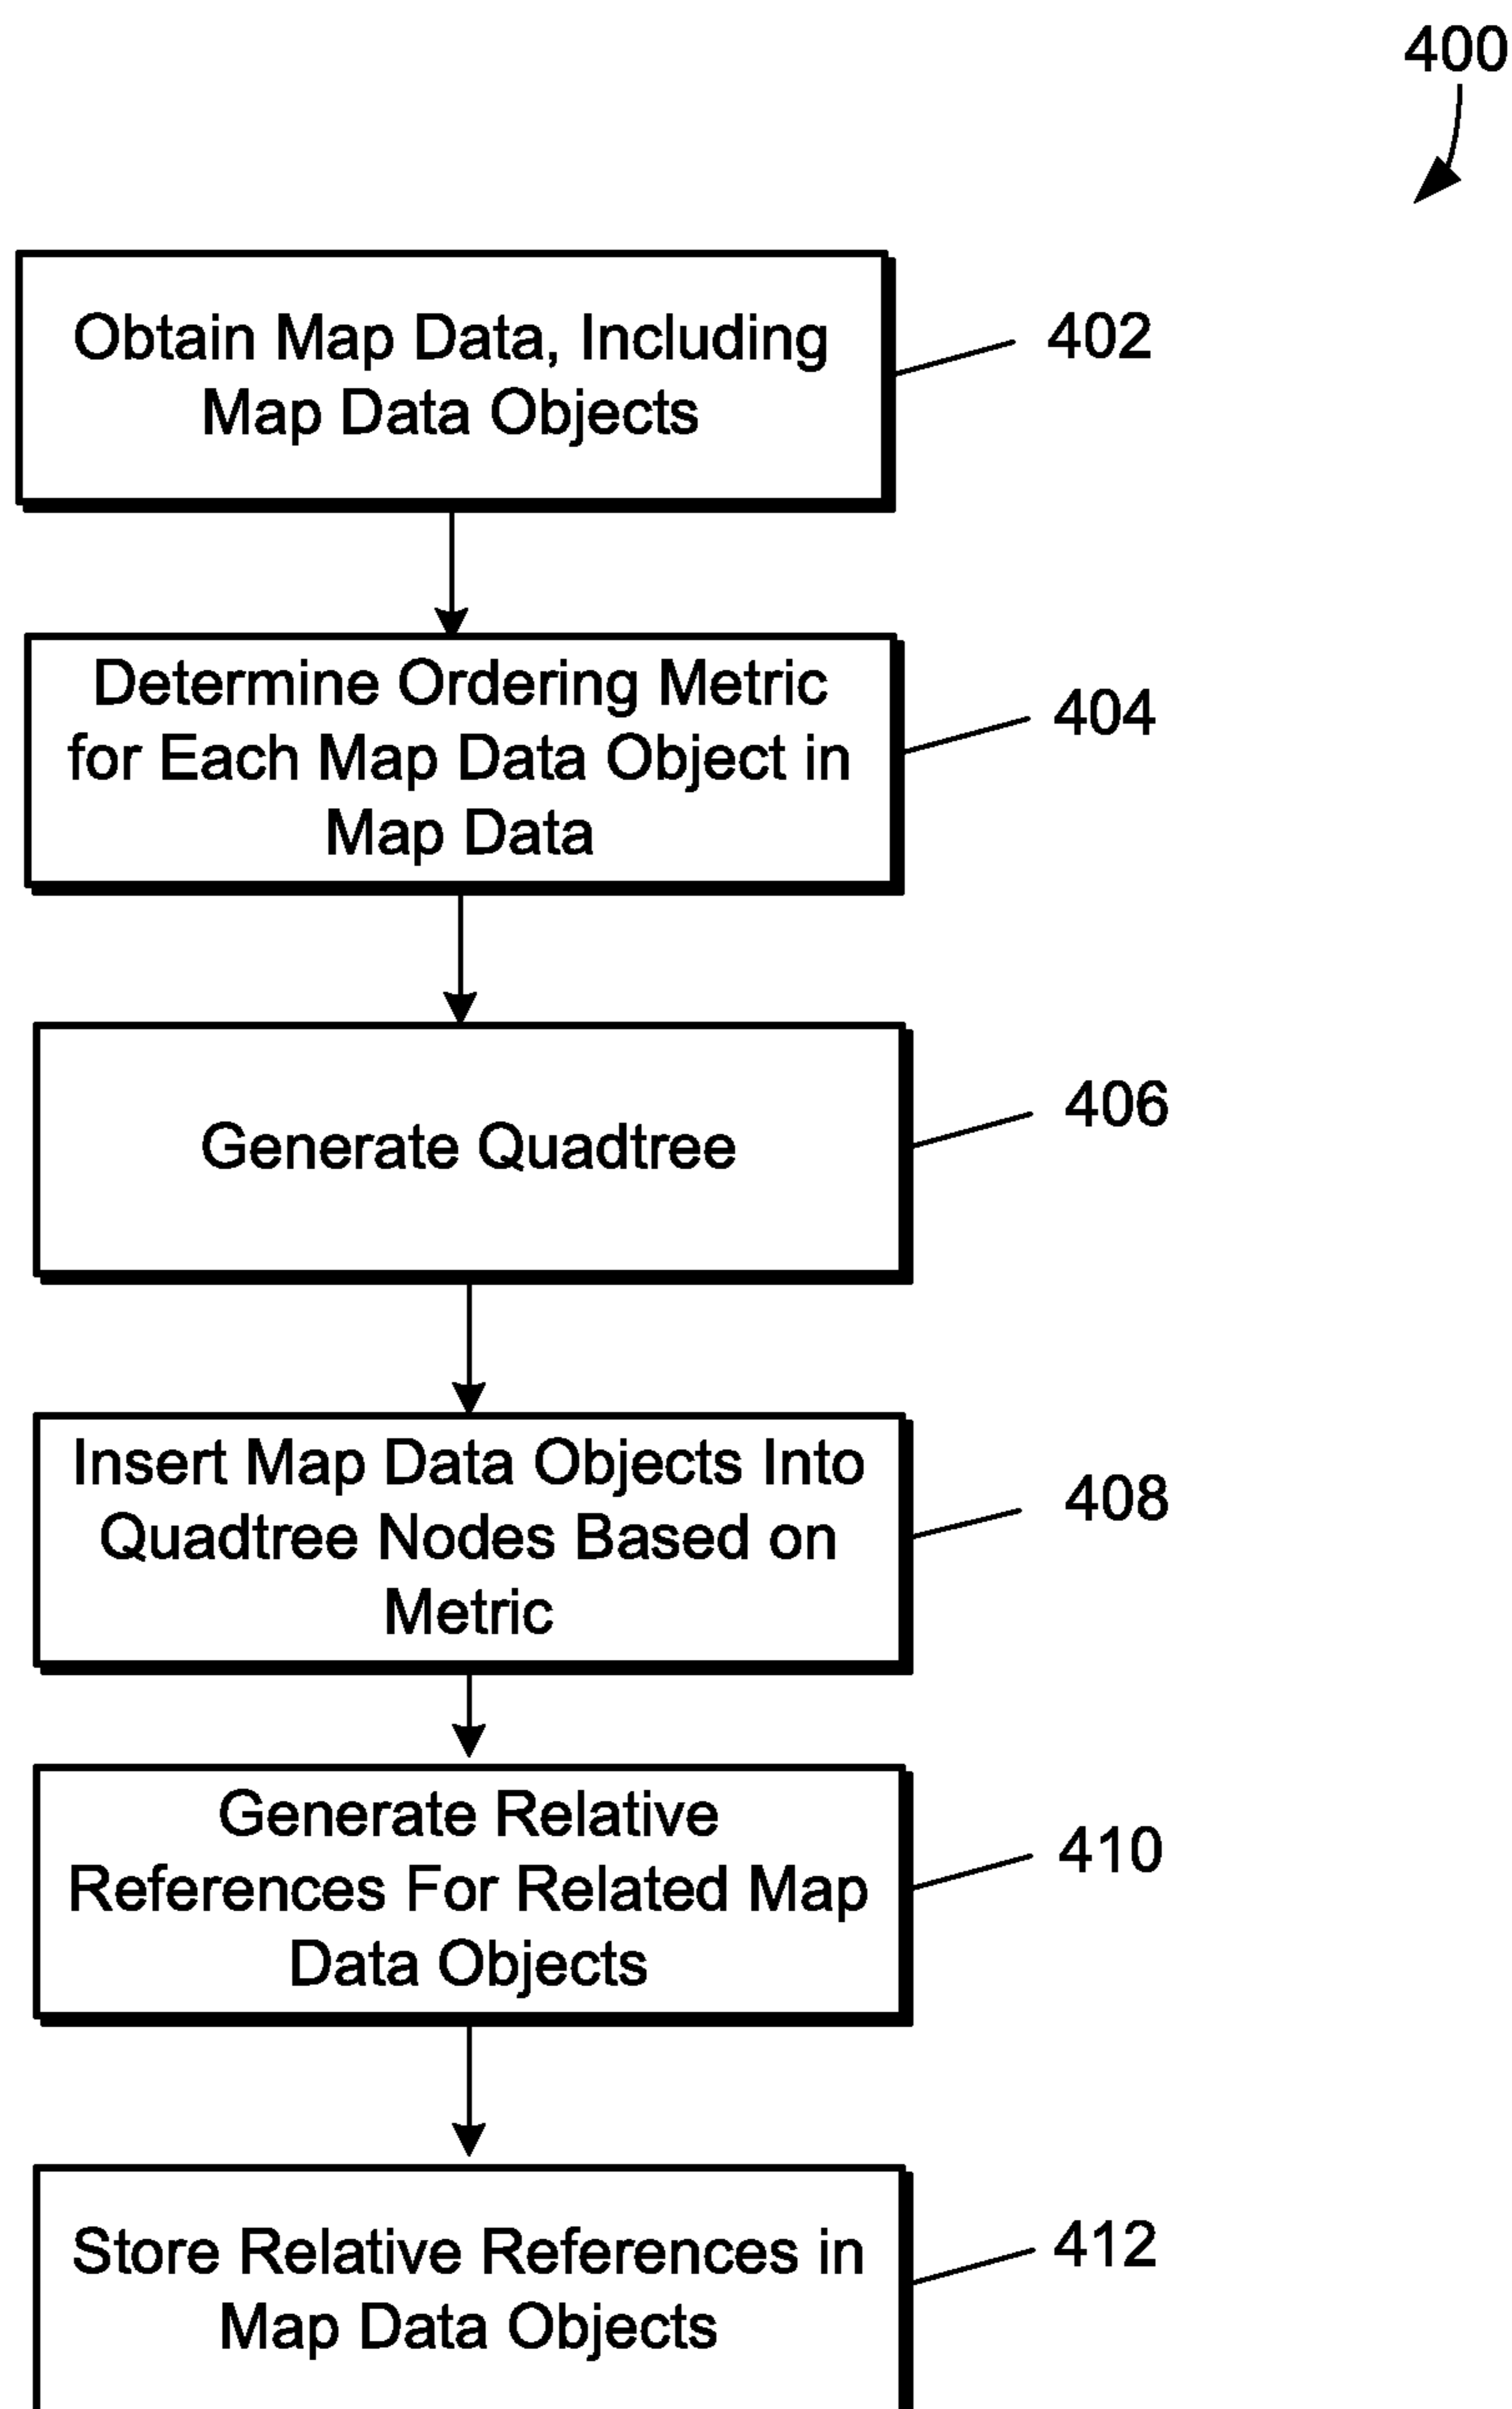 400
Obtain Map Data, Including
Map Data Objects
402
Determine Ordering Metric
for Each Map Data Object in
Map Data
404
Generate Quadtree
406
Insert Map Data Objects Into
Quadtree Nodes Based on
Metric
408
Generate Relative
References For Related Map
Data Objects
410
Store Relative References in
Map Data Objects
412